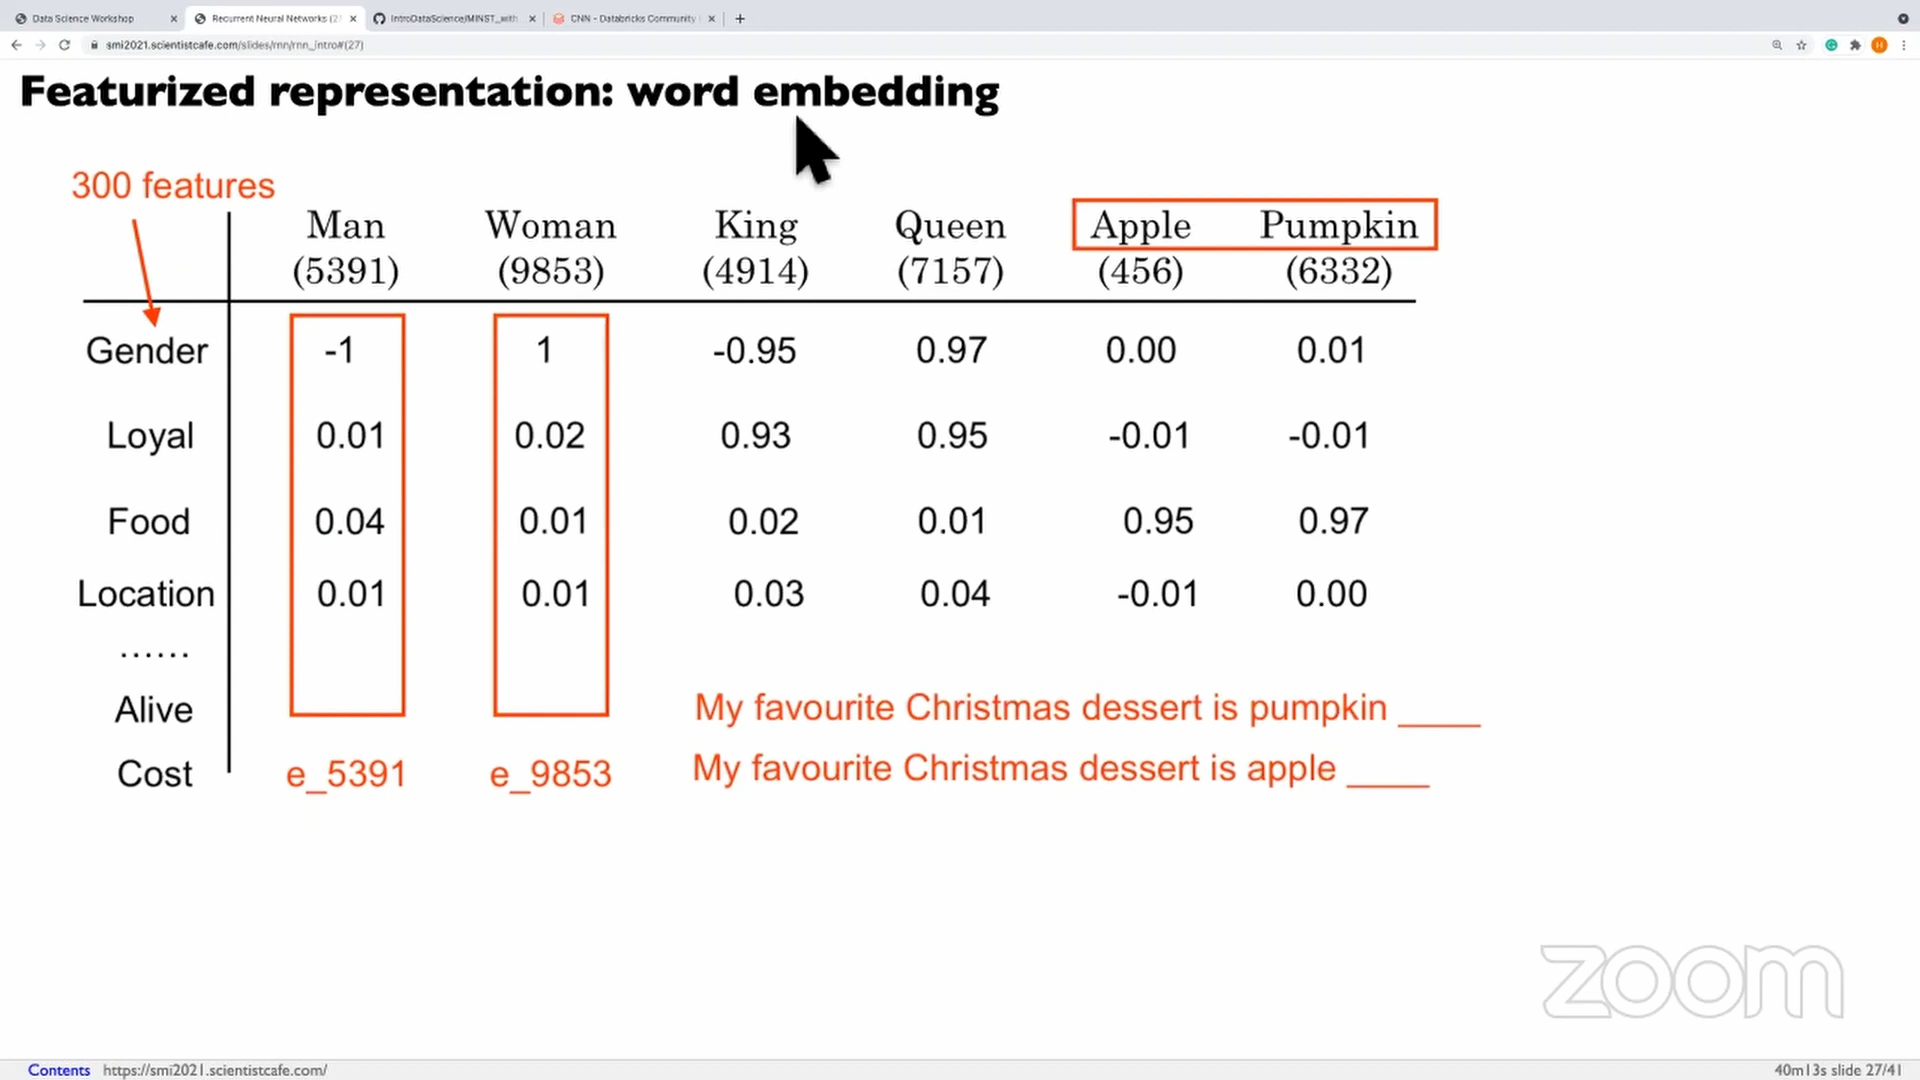 Data Science Workshop
Recurrent Neural Networks (2
IntroDataScience/MINST_with
CNN - Databricks Community
smi2021.scientistcafe.com/slides/rnn/rnn_intro#(27)
H
Featurized representation: word embedding
300 features
Man Woman King Queen Apple Pumpkin
(5391) (9853) (4914) (7157) (456) (6332)
Gender -1 1 -0.95 0.97 0.00 0.01
Loyal 0.01 0.02 0.93 0.95 -0.01 -0.01
Food 0.04 0.01 0.02 0.01 0.95 0.97
Location 0.01 0.01 0.03 0.04 -0.01 0.00
......
Alive My favourite Christmas dessert is pumpkin ____
Cost e_5391 e_9853 My favourite Christmas dessert is apple ____
zoom
Contents https://smi2021.scientistcafe.com/ 40m13s slide 27/41